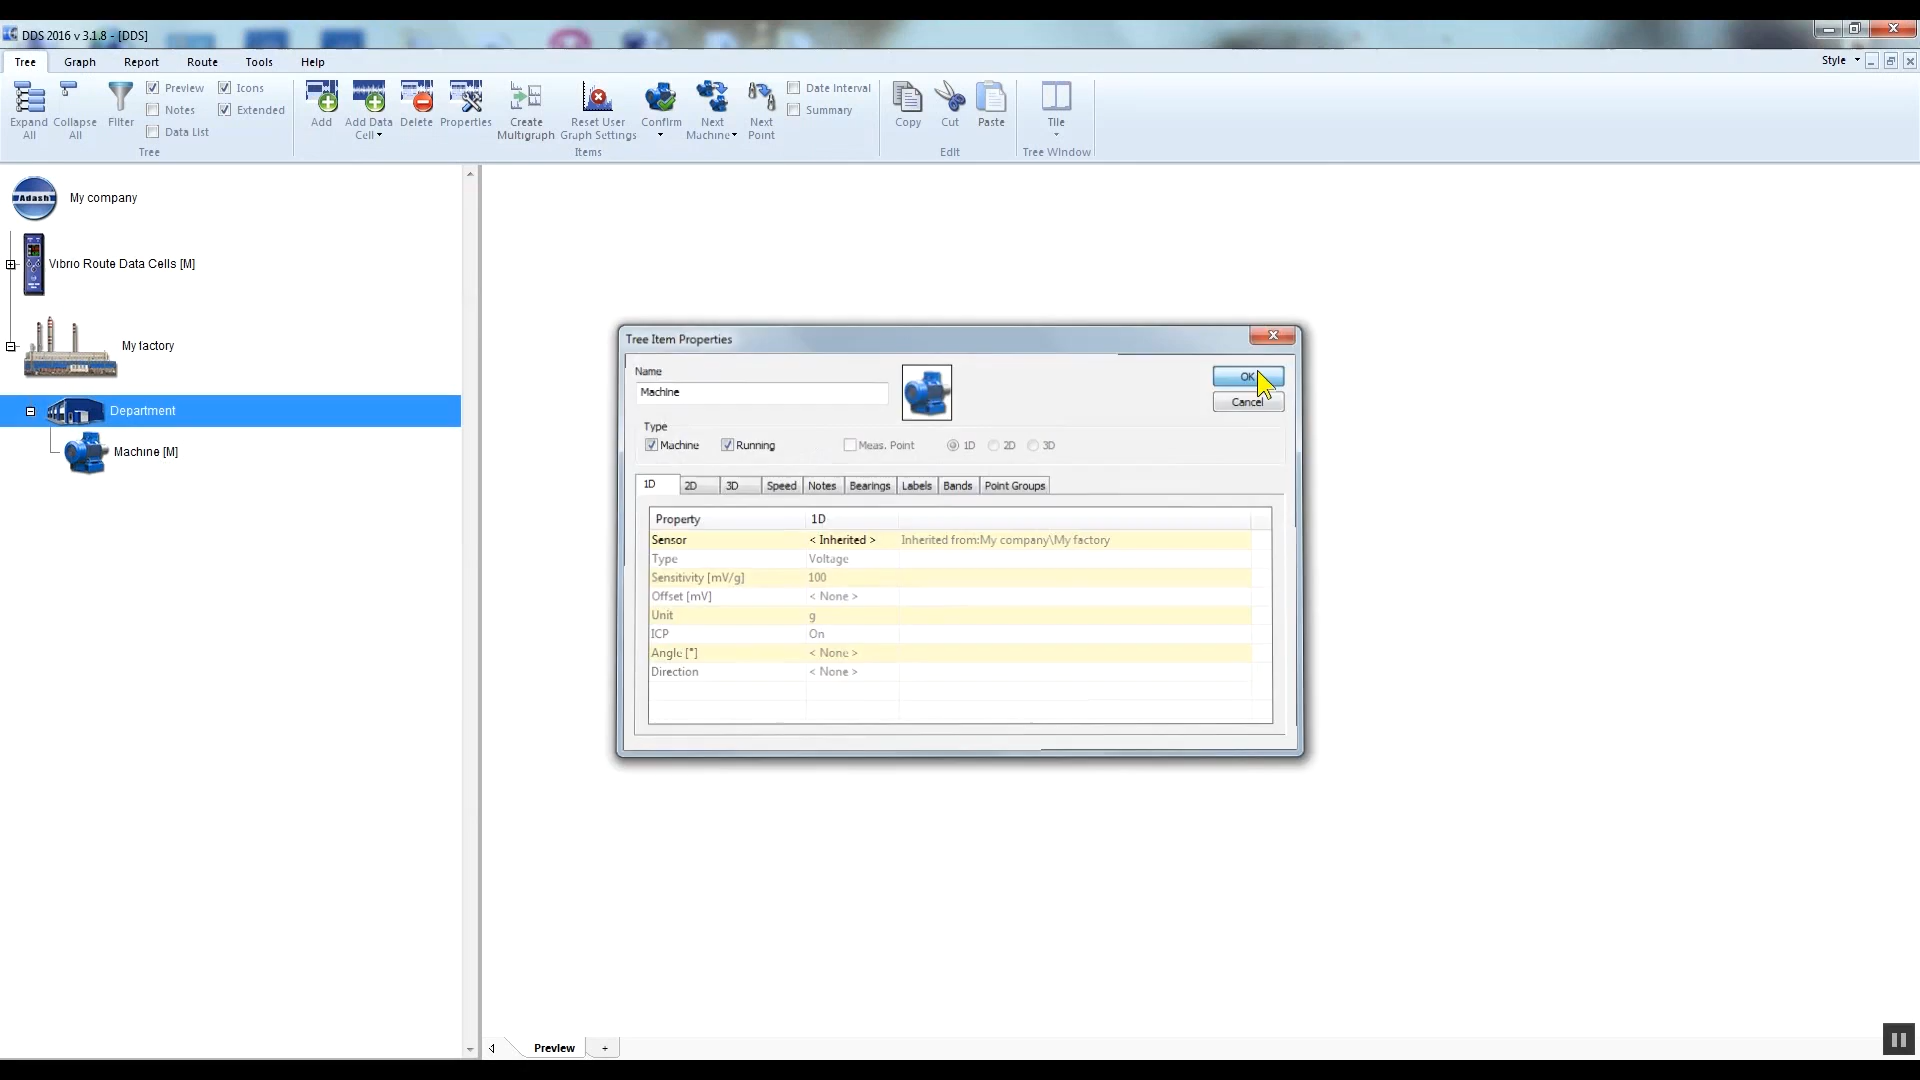 DDS 2016 v 3.1.8 - [DDS]
Tree Graph Report Route Tools Help Style
Expand All
Collapse All
Filter
Preview
Notes
Data List
Icons
Extended
Tree
Add
Add Data Cell
Delete
Properties
Create Multigraph
Reset User Graph Settings
Confirm
Next Machine
Next Point
Date Interval
Summary
Items
Copy
Cut
Paste
Edit
Tile
Tree Window
Adash
My company
Vibrio Route Data Cells [M]
My factory
Department
Machine [M]
Tree Item Properties
Name
Machine
OK
Cancel
Type
Machine Running Meas. Point 1D 2D 3D
1D 2D 3D Speed Notes Bearings Labels Bands Point Groups
Property 1D
Sensor < Inherited > Inherited from:My company\My factory
Type Voltage
Sensitivity [mV/g] 100
Offset [mV] < None >
Unit g
ICP On
Angle [°] < None >
Direction < None >
Preview +